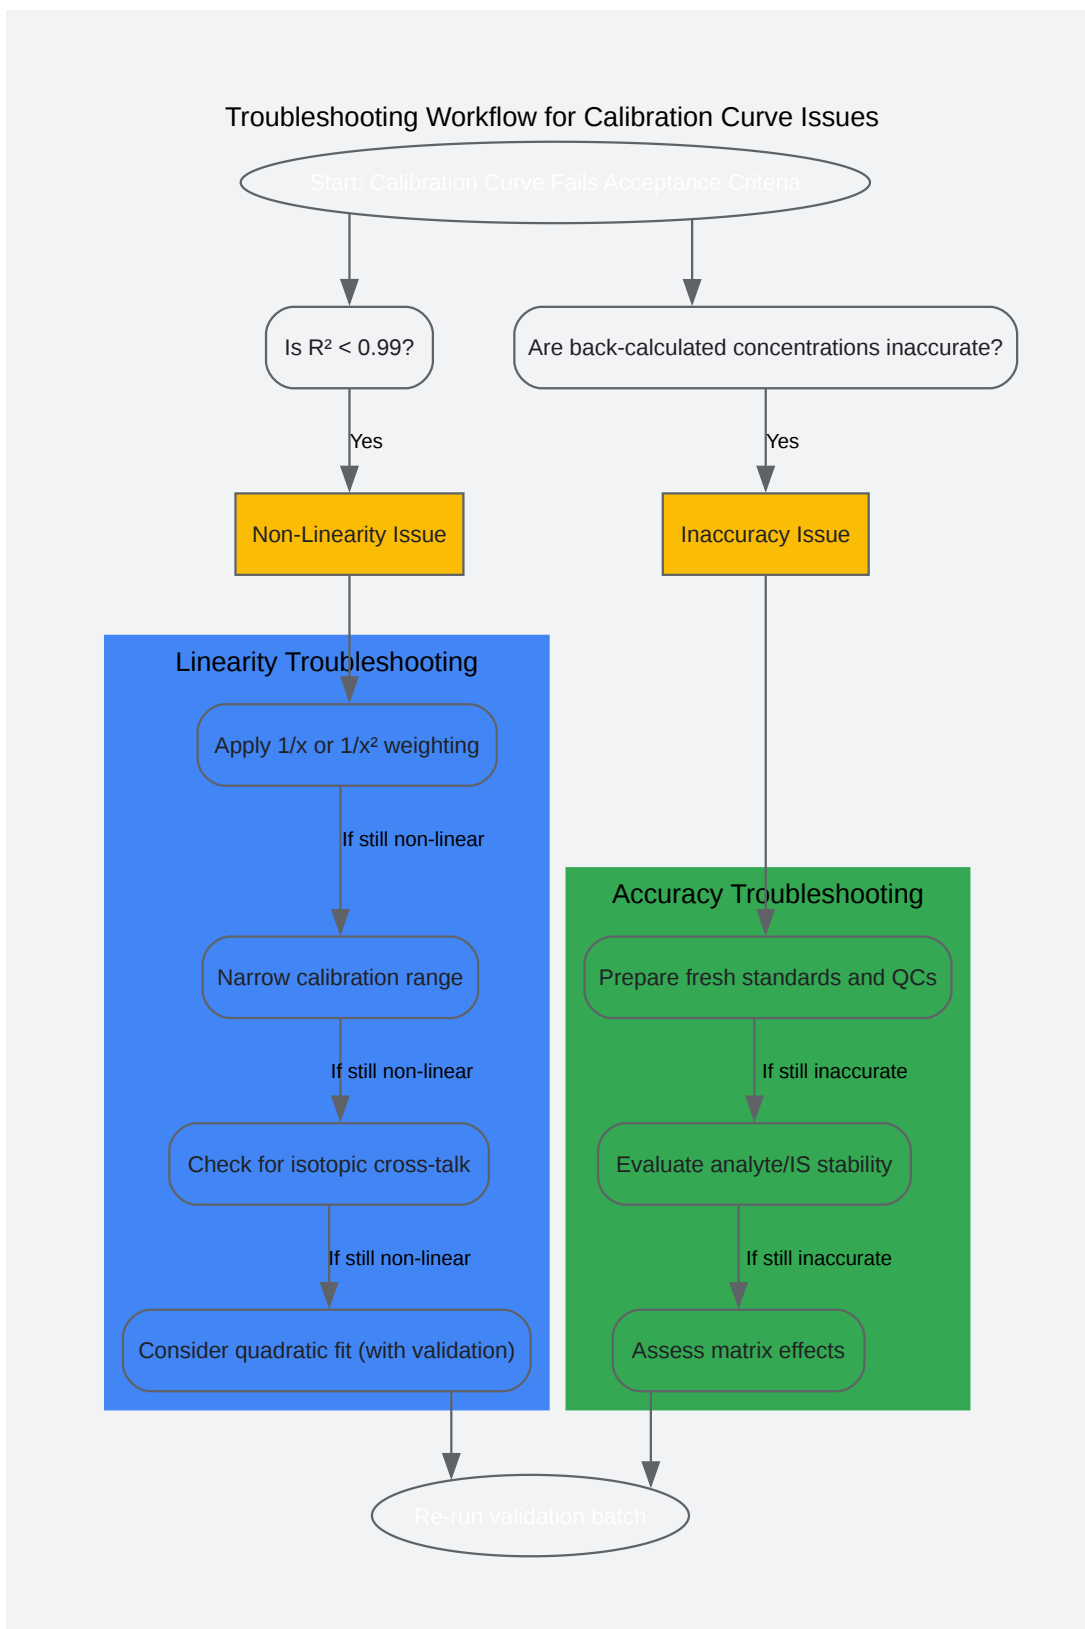 Troubleshooting Workflow for Calibration Curve Issues
Start: Calibration Curve Fails Acceptance Criteria
Is R² < 0.99?
Are back-calculated concentrations inaccurate?
Yes
Yes
Non-Linearity Issue
Inaccuracy Issue
Linearity Troubleshooting
Apply 1/x or 1/x² weighting
If still non-linear
Narrow calibration range
If still non-linear
Check for isotopic cross-talk
If still non-linear
Consider quadratic fit (with validation)
Accuracy Troubleshooting
Prepare fresh standards and QCs
If still inaccurate
Evaluate analyte/IS stability
If still inaccurate
Assess matrix effects
Re-run validation batch